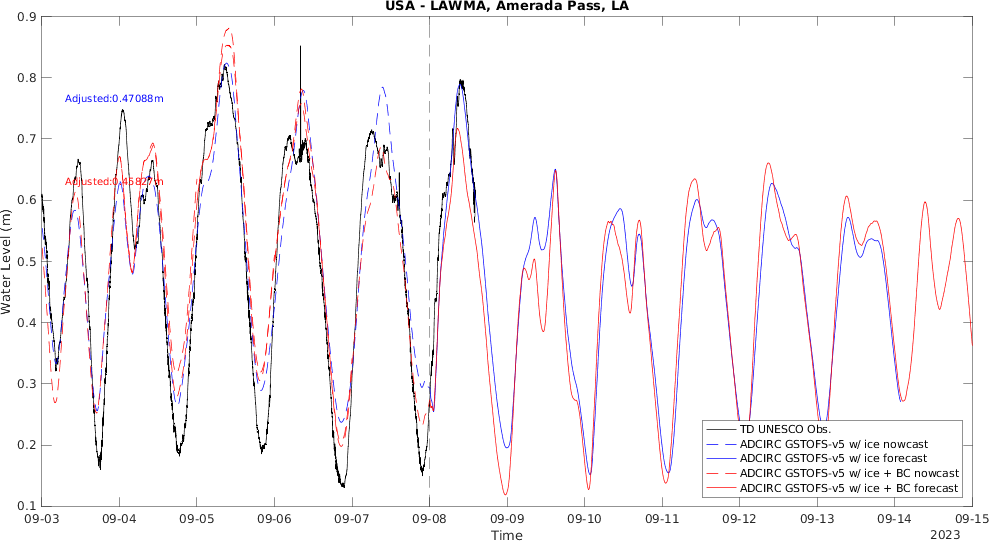 USA - LAWMA, Amerada Pass, LA
0.9
0.8
Adjusted:0.47088m
0.7
Adjusted:0.45827m
0.6
0.5
0.4
0.3
0.2
0.1
Water Level (m)
TD UNESCO Obs.
ADCIRC GSTOFS-v5 w/ ice nowcast
ADCIRC GSTOFS-v5 w/ ice forecast
ADCIRC GSTOFS-v5 w/ ice + BC nowcast
ADCIRC GSTOFS-v5 w/ ice + BC forecast
09-03 09-04 09-05 09-06 09-07 09-08 09-09 09-10 09-11 09-12 09-13 09-14 09-15
Time
2023